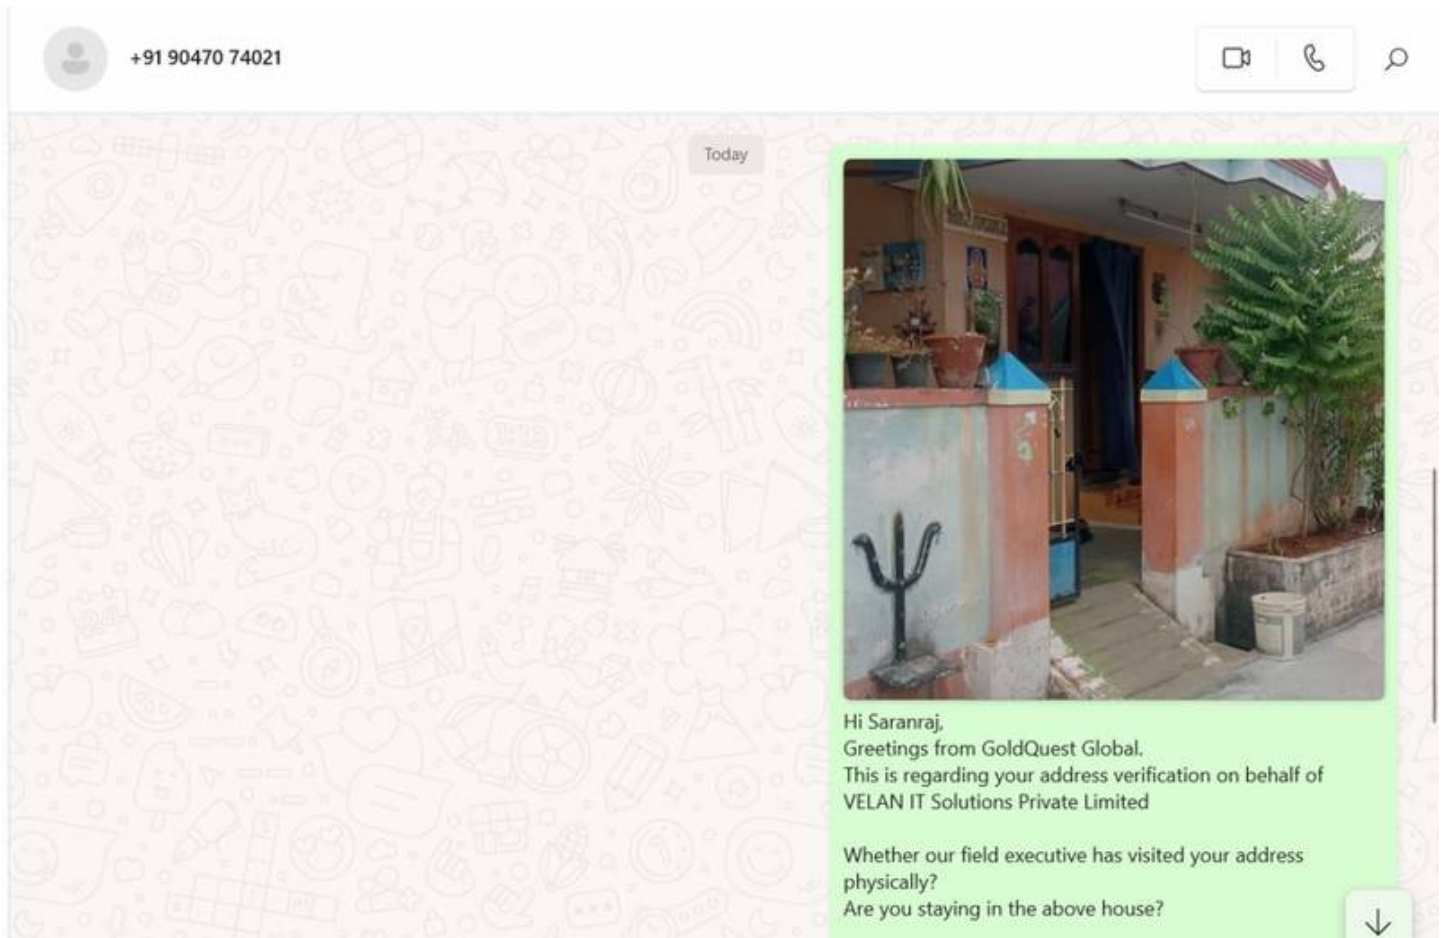 +91 90470 74021
Today
Hi Saranraj,
Greetings from GoldQuest Global.
This is regarding your address verification on behalf of
VELAN IT Solutions Private Limited
Whether our field executive has visited your address
physically?
Are you staying in the above house?